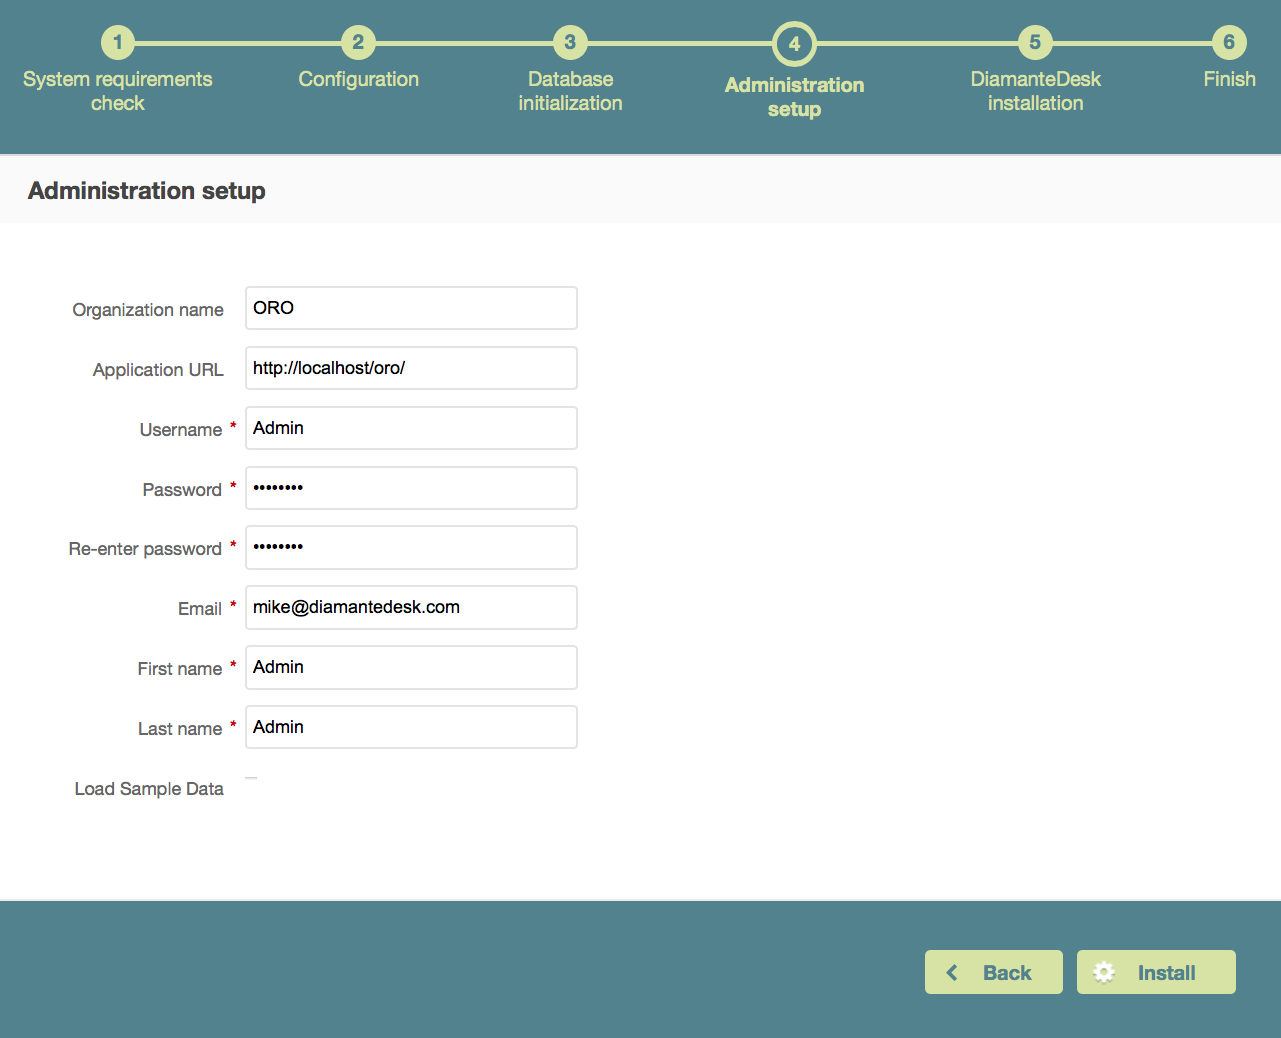 1 2 3 4 5 6
System requirements check
Configuration
Database initialization
Administration setup
DiamanteDesk installation
Finish
Administration setup
Organization name ORO
Application URL http://localhost/oro/
Username * Admin
Password * ••••••••
Re-enter password * ••••••••
Email * mike@diamantedesk.com
First name * Admin
Last name * Admin
Load Sample Data
Back Install